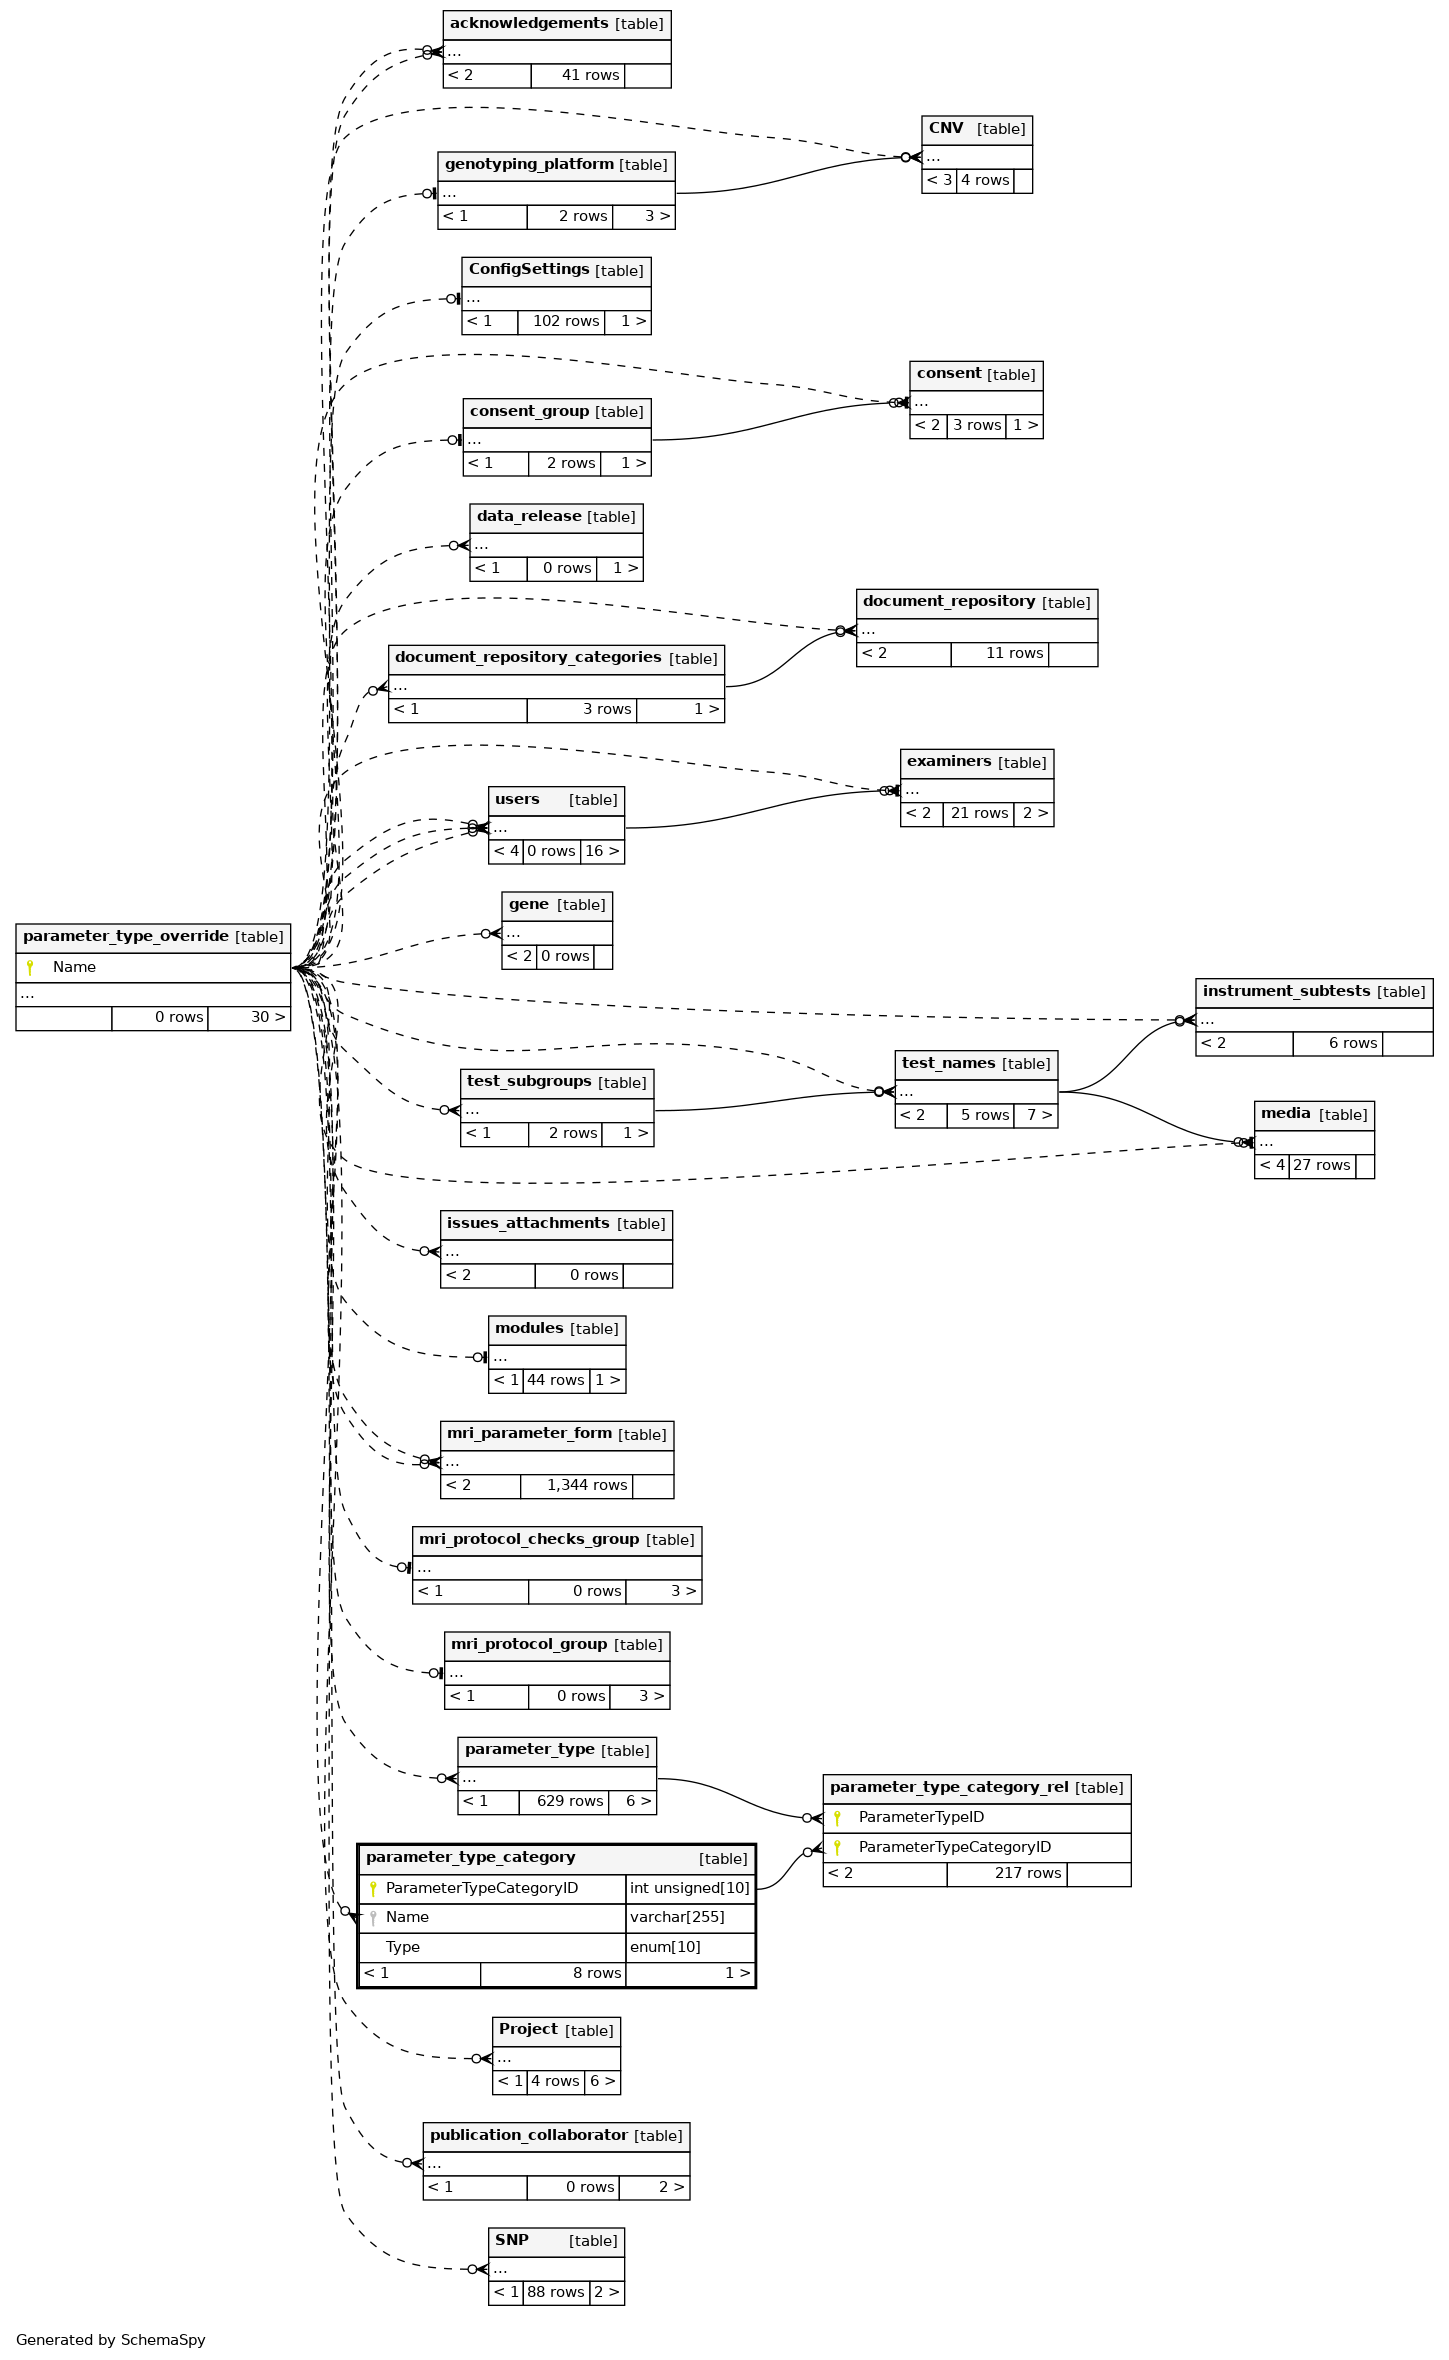 acknowledgements [table]
...
< 2 41 rows
CNV [table]
...
< 3 4 rows
genotyping_platform [table]
...
< 1 2 rows 3 >
ConfigSettings [table]
...
< 1 102 rows 1 >
consent [table]
...
< 2 3 rows 1 >
consent_group [table]
...
< 1 2 rows 1 >
data_release [table]
...
< 1 0 rows 1 >
document_repository [table]
...
< 2 11 rows
document_repository_categories [table]
...
< 1 3 rows 1 >
examiners [table]
...
< 2 21 rows 2 >
users [table]
...
< 4 0 rows 16 >
gene [table]
...
< 2 0 rows
parameter_type_override [table]
Name
...
0 rows 30 >
instrument_subtests [table]
...
< 2 6 rows
test_names [table]
...
< 2 5 rows 7 >
test_subgroups [table]
...
< 1 2 rows 1 >
media [table]
...
< 4 27 rows
issues_attachments [table]
...
< 2 0 rows
modules [table]
...
< 1 44 rows 1 >
mri_parameter_form [table]
...
< 2 1,344 rows
mri_protocol_checks_group [table]
...
< 1 0 rows 3 >
mri_protocol_group [table]
...
< 1 0 rows 3 >
parameter_type [table]
...
< 1 629 rows 6 >
parameter_type_category_rel [table]
ParameterTypeID
ParameterTypeCategoryID
< 2 217 rows
parameter_type_category [table]
ParameterTypeCategoryID int unsigned[10]
Name varchar[255]
Type enum[10]
< 1 8 rows 1 >
Project [table]
...
< 1 4 rows 6 >
publication_collaborator [table]
...
< 1 0 rows 2 >
SNP [table]
...
< 1 88 rows 2 >
Generated by SchemaSpy